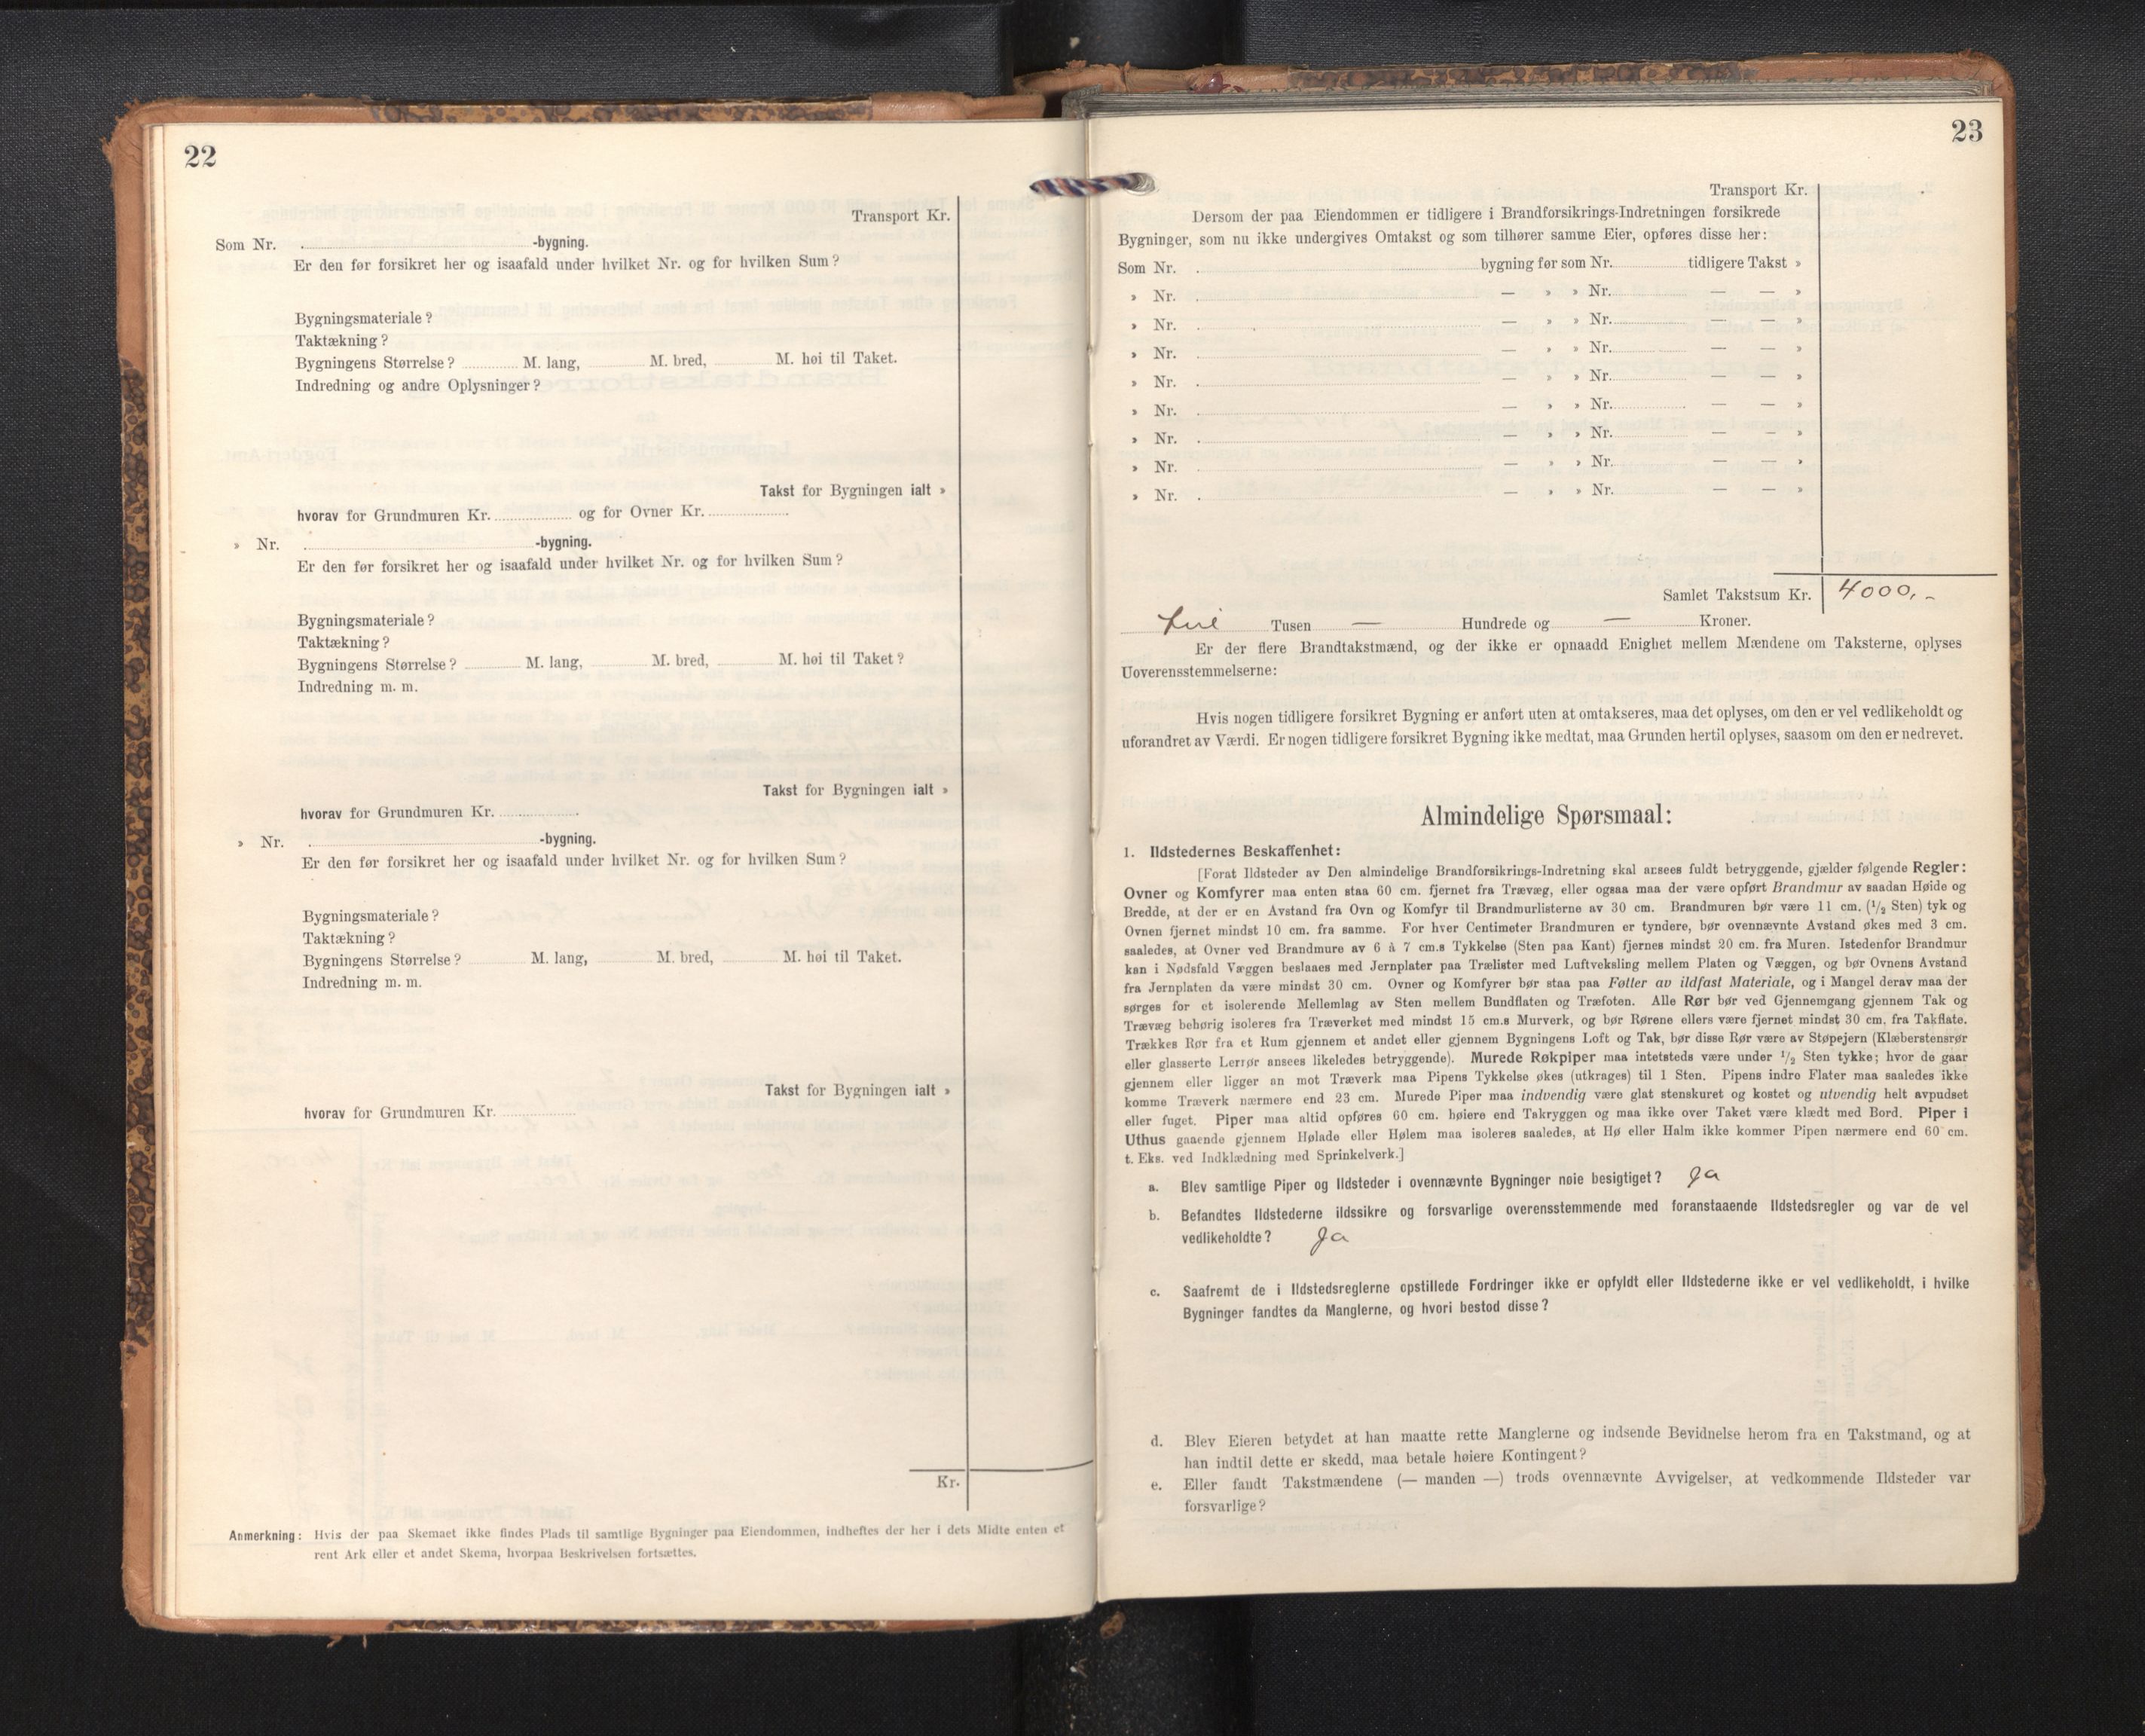 22
Transport Kr.
Som Nr. -bygning.
Er den før forsikret her og isaafald under hvilket Nr. og for hvilken Sum?
Bygningsmateriale?
Taktækning?
Bygningens Størrelse? M. lang, M. bred, M. høi til Taket.
Indredning og andre Oplysninger?
Takst for Bygningen ialt »
hvorav for Grundmuren Kr. og for Ovner Kr.
» Nr. -bygning.
Er den før forsikret her og isaafald under hvilket Nr. og for hvilken Sum?
Bygningsmateriale?
Taktækning?
Bygningens Størrelse? M. lang, M. bred, M. høi til Taket?
Indredning m. m.
Takst for Bygningen ialt »
hvorav for Grundmuren Kr.
» Nr. -bygning.
Er den før forsikret her og isaafald under hvilket Nr. og for hvilken Sum?
Bygningsmateriale?
Taktækning?
Bygningens Størrelse? M. lang, M. bred, M. høi til Taket.
Indredning m. m.
Takst for Bygningen ialt »
hvorav for Grundmuren Kr.
Kr.
Anmerkning: Hvis der paa Skemaet ikke findes Plads til samtlige Bygninger paa Eiendommen, indheftes der her i dets Midte enten et
rent Ark eller et andet Skema, hvorpaa Beskrivelsen fortsættes.
23
Transport Kr.
Dersom der paa Eiendommen er tidligere i Brandforsikrings-Indretningen forsikrede
Bygninger, som nu ikke undergives Omtakst og som tilhører samme Eier, opføres disse her:
Som Nr. bygning før som Nr. tidligere Takst »
» Nr. — » » Nr. — — »
» Nr. — » » Nr. — — »
» Nr. — » » Nr. — — »
» Nr. — » » Nr. — — »
» Nr. — » » Nr. — — »
» Nr. — » » Nr. — — »
» Nr. — » » Nr. — — »
» Nr. — » » Nr. — — »
Samlet Takstsum Kr. 4000,-
Tusen — Hundrede og — Kroner.
Er der flere Brandtakstmænd, og der ikke er opnaadd Enighet mellem Mændene om Taksterne, oplyses
Uoverensstemmelserne:
Hvis nogen tidligere forsikret Bygning er anført uten at omtakseres, maa det oplyses, om den er vel vedlikeholdt og
uforandret av Værdi. Er nogen tidligere forsikret Bygning ikke medtat, maa Grunden hertil oplyses, saasom om den er nedrevet.
Almindelige Spørsmaal:
1. Ildstedernes Beskaffenhet:
[Forat Ildsteder av Den almindelige Brandforsikrings-Indretning skal ansees fuldt betryggende, gjælder følgende Regler:
Ovner og Komfyrer maa enten staa 60 cm. fjernet fra Trævæg, eller ogsaa maa der være opført Brandmur av saadan Høide og
Bredde, at der er en Avstand fra Ovn og Komfyr til Brandmurlisterne av 30 cm. Brandmuren bør være 11 cm. (1/2 Sten) tyk og
Ovnen fjernet mindst 10 cm. fra samme. For hver Centimeter Brandmuren er tyndere, bør ovennævnte Avstand økes med 3 cm.
saaledes, at Ovner ved Brandmure av 6 à 7 cm.s Tykkelse (Sten paa Kant) fjernes mindst 20 cm. fra Muren. Istedenfor Brandmur
kan i Nødsfald Væggen beslaaes med Jernplater paa Trælister med Luftveksling mellem Platen og Væggen, og bør Ovnens Avstand
fra Jernplaten da være mindst 30 cm. Ovner og Komfyrer bør staa paa Føtter av ildfast Materiale, og i Mangel derav maa der
sørges for et isolerende Mellemlag av Sten mellem Bundflaten og Træfoten. Alle Rør bør ved Gjennemgang gjennem Tak og
Trævæg behørig isoleres fra Træverket med mindst 15 cm.s Murverk, og bør Rørene ellers være fjernet mindst 30 cm. fra Takflate.
Trækkes Rør fra et Rum gjennem et andet eller gjennem Bygningens Loft og Tak, bør disse Rør være av Støpejern (Klæberstensrør
eller glasserte Lerrør ansees likeledes betryggende). Murede Røkpiper maa intetsteds være under 1/2 Sten tykke; hvor de gaar
gjennem eller ligger an mot Træverk maa Pipens Tykkelse økes (utkrages) til 1 Sten. Pipens indre Flater maa saaledes ikke
komme Træverk nærmere end 23 cm. Murede Piper maa indvendig være glat stenskuret og kostet og utvendig helt avpudset
eller fuget. Piper maa altid opføres 60 cm. høiere end Takryggen og maa ikke over Taket være klædt med Bord. Piper i
Uthus gaaende gjennem Hølade eller Hølem maa isoleres saaledes, at Hø eller Halm ikke kommer Pipen nærmere end 60 cm.
t. Eks. ved Indklædning med Sprinkelverk.]
a. Blev samtlige Piper og Ildsteder i ovennævnte Bygninger nøie besigtiget? Ja
b. Befandtes Ildstederne ildssikre og forsvarlige overensstemmende med foranstaaende Ildstedsregler og var de vel
vedlikeholdte? Ja
c. Saafremt de i Ildstedsreglerne opstillede Fordringer ikke er opfyldt eller Ildstederne ikke er vel vedlikeholdt, i hvilke
Bygninger fandtes da Manglerne, og hvori bestod disse?
d. Blev Eieren betydet at han maatte rette Manglerne og indsende Bevidnelse herom fra en Takstmand, og at
han indtil dette er skedd, maa betale høiere Kontingent?
e. Eller fandt Takstmændene (— manden —) trods ovennævnte Avvigelser, at vedkommende Ildsteder var
forsvarlige?